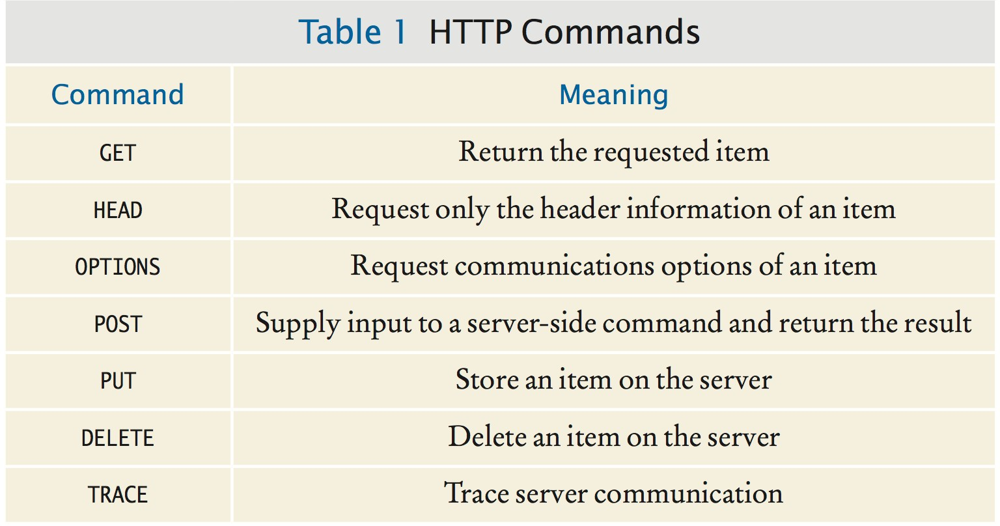 Table 1 HTTP Commands
Command Meaning
GET Return the requested item
HEAD Request only the header information of an item
OPTIONS Request communications options of an item
POST Supply input to a server-side command and return the result
PUT Store an item on the server
DELETE Delete an item on the server
TRACE Trace server communication